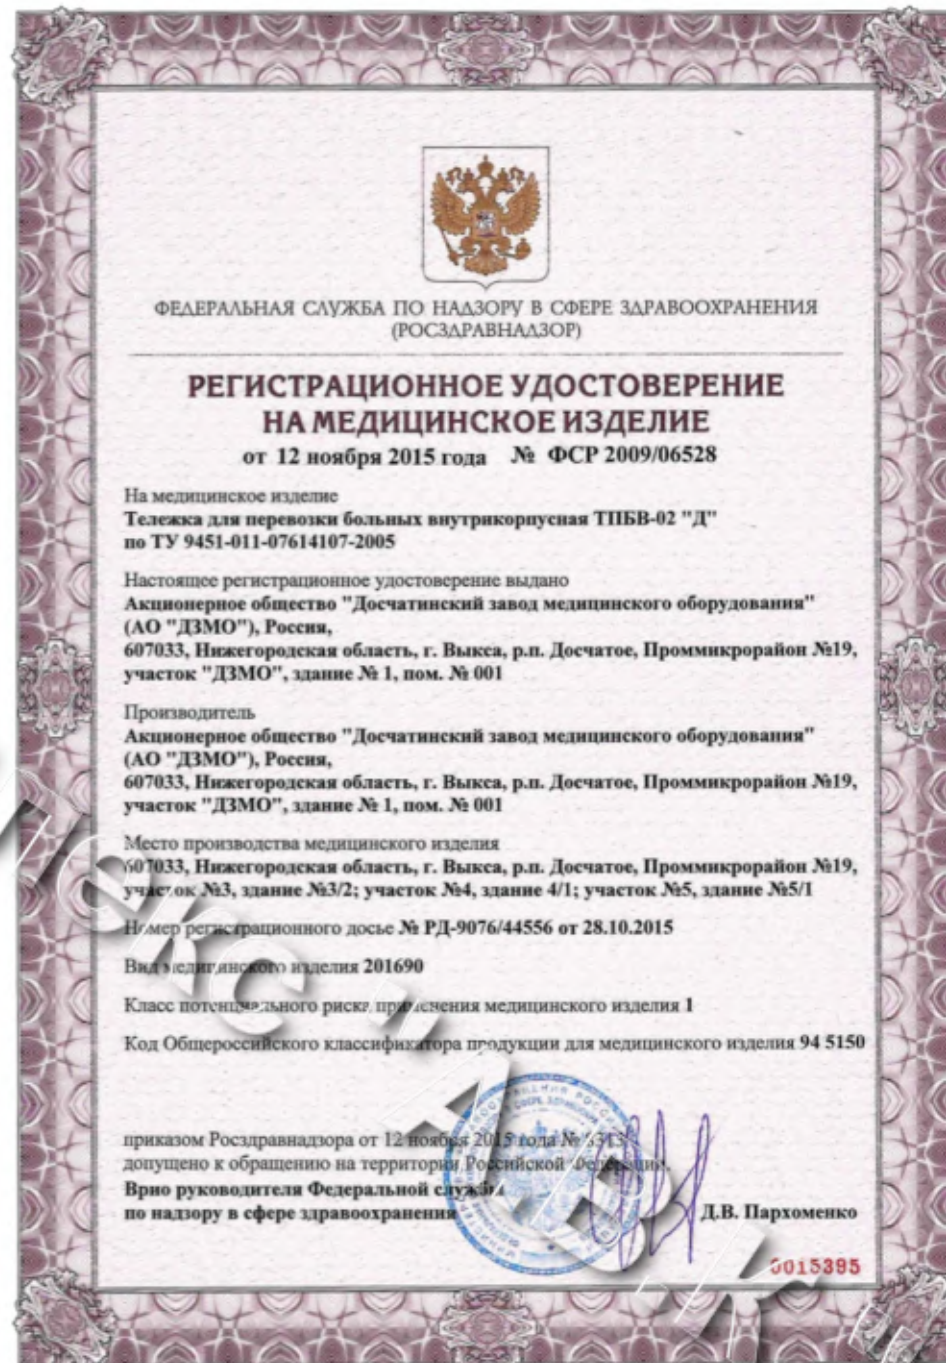 ФЕДЕРАЛЬНАЯ СЛУЖБА ПО НАДЗОРУ В СФЕРЕ ЗДРАВООХРАНЕНИЯ
(РОСЗДРАВНАДЗОР)
РЕГИСТРАЦИОННОЕ УДОСТОВЕРЕНИЕ
НА МЕДИЦИНСКОЕ ИЗДЕЛИЕ
от 12 ноября 2015 года № ФСР 2009/06528
На медицинское изделие
Тележка для перевозки больных внутрикорпусная ТПБВ-02 "Д"
по ТУ 9451-011-07614107-2005
Настоящее регистрационное удостоверение выдано
Акционерное общество "Досчатинский завод медицинского оборудования"
(АО "ДЗМО"), Россия,
607033, Нижегородская область, г. Выкса, р.п. Досчатое, Проммикрорайон №19,
участок "ДЗМО", здание № 1, пом. № 001
Производитель
Акционерное общество "Досчатинский завод медицинского оборудования"
(АО "ДЗМО"), Россия,
607033, Нижегородская область, г. Выкса, р.п. Досчатое, Проммикрорайон №19,
участок "ДЗМО", здание № 1, пом. № 001
Место производства медицинского изделия
607033, Нижегородская область, г. Выкса, р.п. Досчатое, Проммикрорайон №19,
участок №3, здание №3/2; участок №4, здание 4/1; участок №5, здание №5/1
Номер регистрационного досье № РД-9076/44556 от 28.10.2015
Вид медицинского изделия 201690
Класс потенциального риска применения медицинского изделия 1
Код Общероссийского классификатора продукции для медицинского изделия 94 5150
приказом Росздравнадзора от 12 ноября 2015 года №
допущено к обращению на территории Российской Федерации.
Врио руководителя Федеральной службы
по надзору в сфере здравоохранения Д.В. Пархоменко
0015395